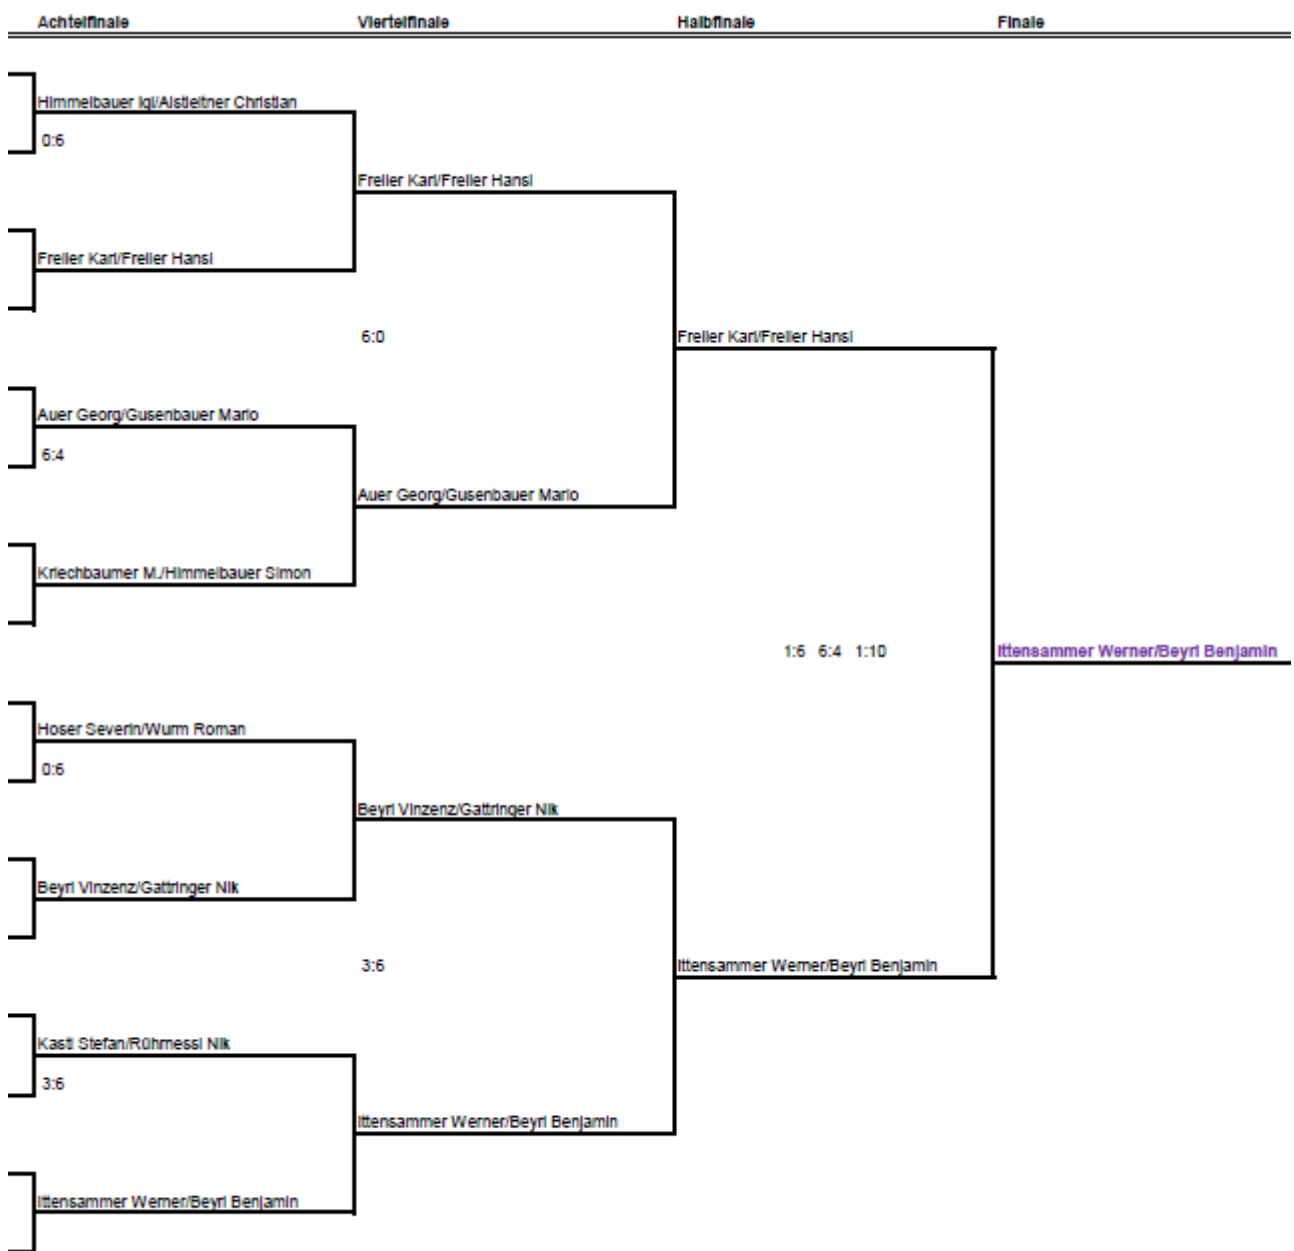 Achtelfinale Viertelfinale Halbfinale Finale
Himmelbauer Igl/Alstleitner Christian
0:6
Freller Karl/Freller Hansl
Freller Karl/Freller Hansl
6:0
Freller Karl/Freller Hansl
Auer Georg/Gusenbauer Mario
6:4
Auer Georg/Gusenbauer Mario
Kriechbaumer M./Himmelbauer Simon
1:6 6:4 1:10
Ittensammer Werner/Beyrl Benjamin
Hoser Severin/Wurm Roman
0:6
Beyrl Vinzenz/Gattringer Nik
Beyrl Vinzenz/Gattringer Nik
3:6
Ittensammer Werner/Beyrl Benjamin
Kastl Stefan/Rührnessl Nik
3:6
Ittensammer Werner/Beyrl Benjamin
Ittensammer Werner/Beyrl Benjamin